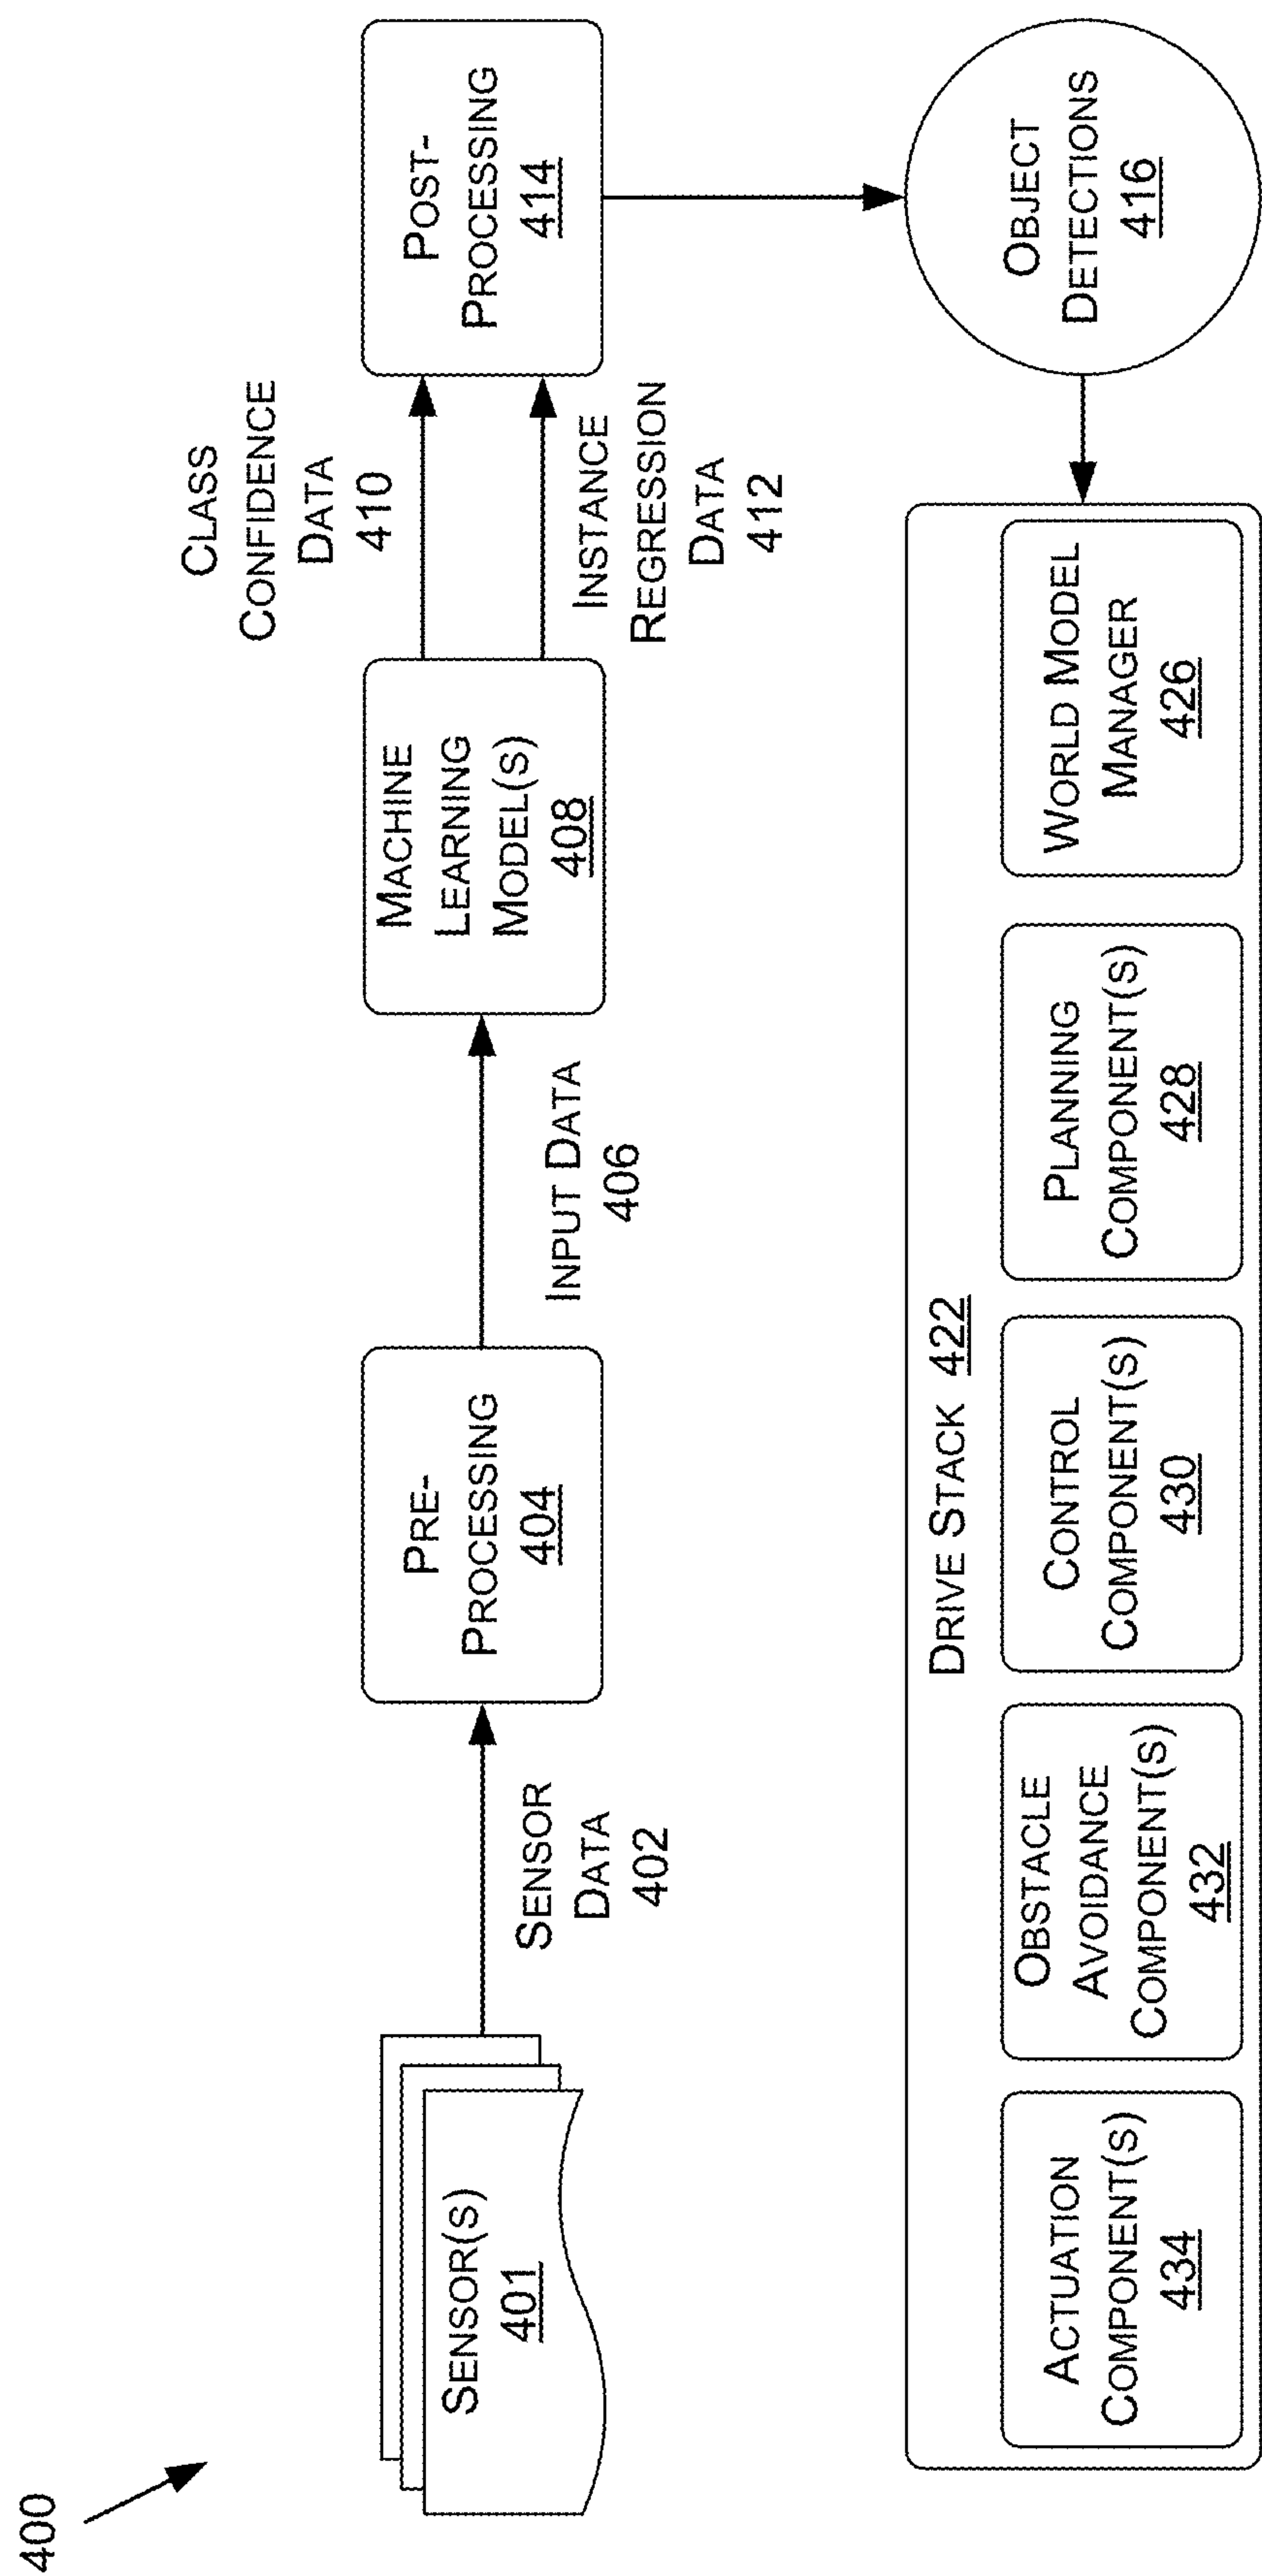 400
SENSOR(S)
401
SENSOR
DATA
402
PRE-
PROCESSING
404
INPUT DATA
406
MACHINE
LEARNING
MODEL(S)
408
CLASS
CONFIDENCE
DATA
410
INSTANCE
REGRESSION
DATA
412
POST-
PROCESSING
414
OBJECT
DETECTIONS
416
DRIVE STACK 422
ACTUATION
COMPONENT(S)
434
OBSTACLE
AVOIDANCE
COMPONENT(S)
432
CONTROL
COMPONENT(S)
430
PLANNING
COMPONENT(S)
428
WORLD MODEL
MANAGER
426